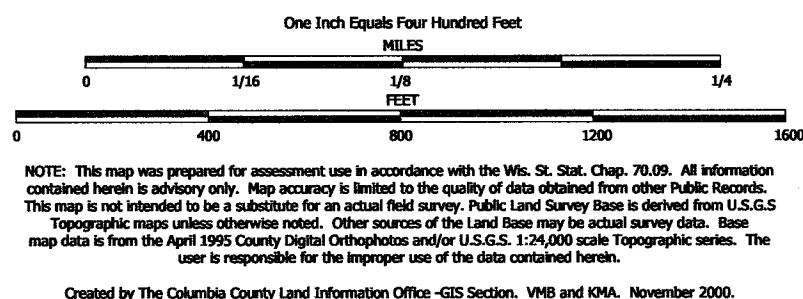 One Inch Equals Four Hundred Feet
MILES
0 1/16 1/8 1/4
FEET
0 400 800 1200 1600
NOTE: This map was prepared for assessment use in accordance with the Wis. St. Stat. Chap. 70.09. All information
contained herein is advisory only. Map accuracy is limited to the quality of data obtained from other Public Records.
This map is not intended to be a substitute for an actual field survey. Public Land Survey Base is derived from U.S.G.S
Topographic maps unless otherwise noted. Other sources of the Land Base may be actual survey data. Base
map data is from the April 1995 County Digital Orthophotos and/or U.S.G.S. 1:24,000 scale Topographic series. The
user is responsible for the improper use of the data contained herein.
Created by The Columbia County Land Information Office -GIS Section. VMB and KMA. November 2000.